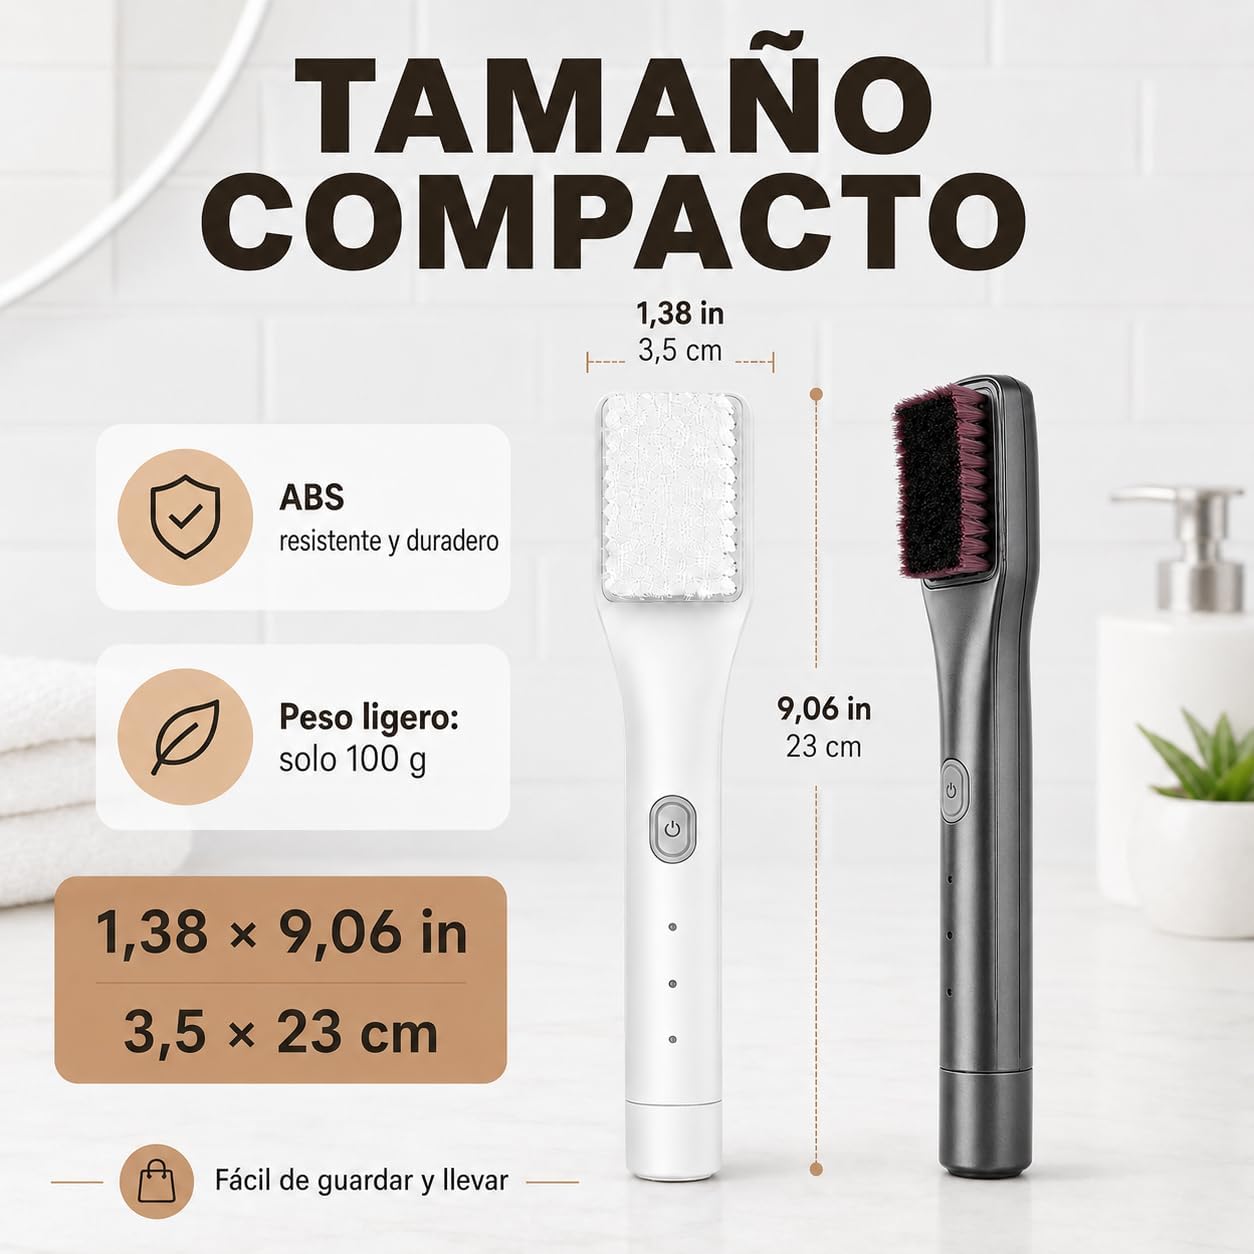 TAMAÑO
COMPACTO
1,38 in
3,5 cm
ABS
resistente y duradero
Peso ligero:
solo 100 g
9,06 in
23 cm
1,38 × 9,06 in
3,5 × 23 cm
Fácil de guardar y llevar